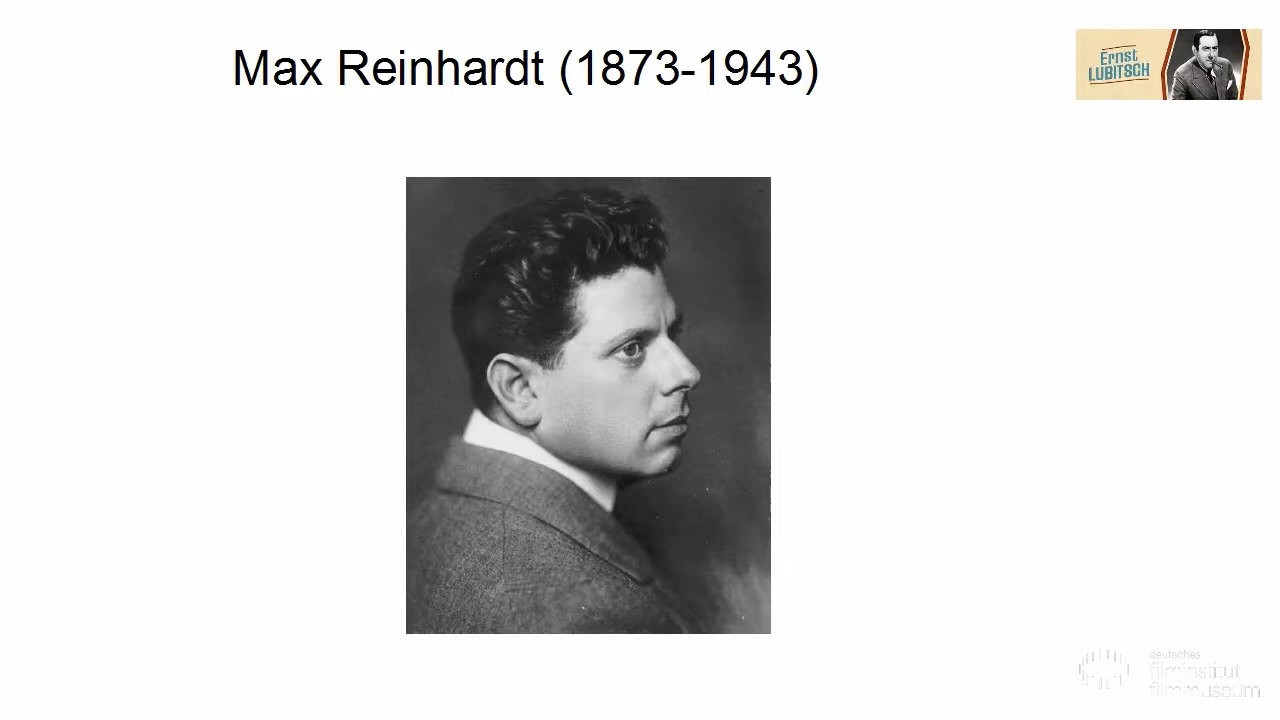 Max Reinhardt (1873-1943)
Ernst
LUBITSCH
deutsches
filminstitut
filmmuseum